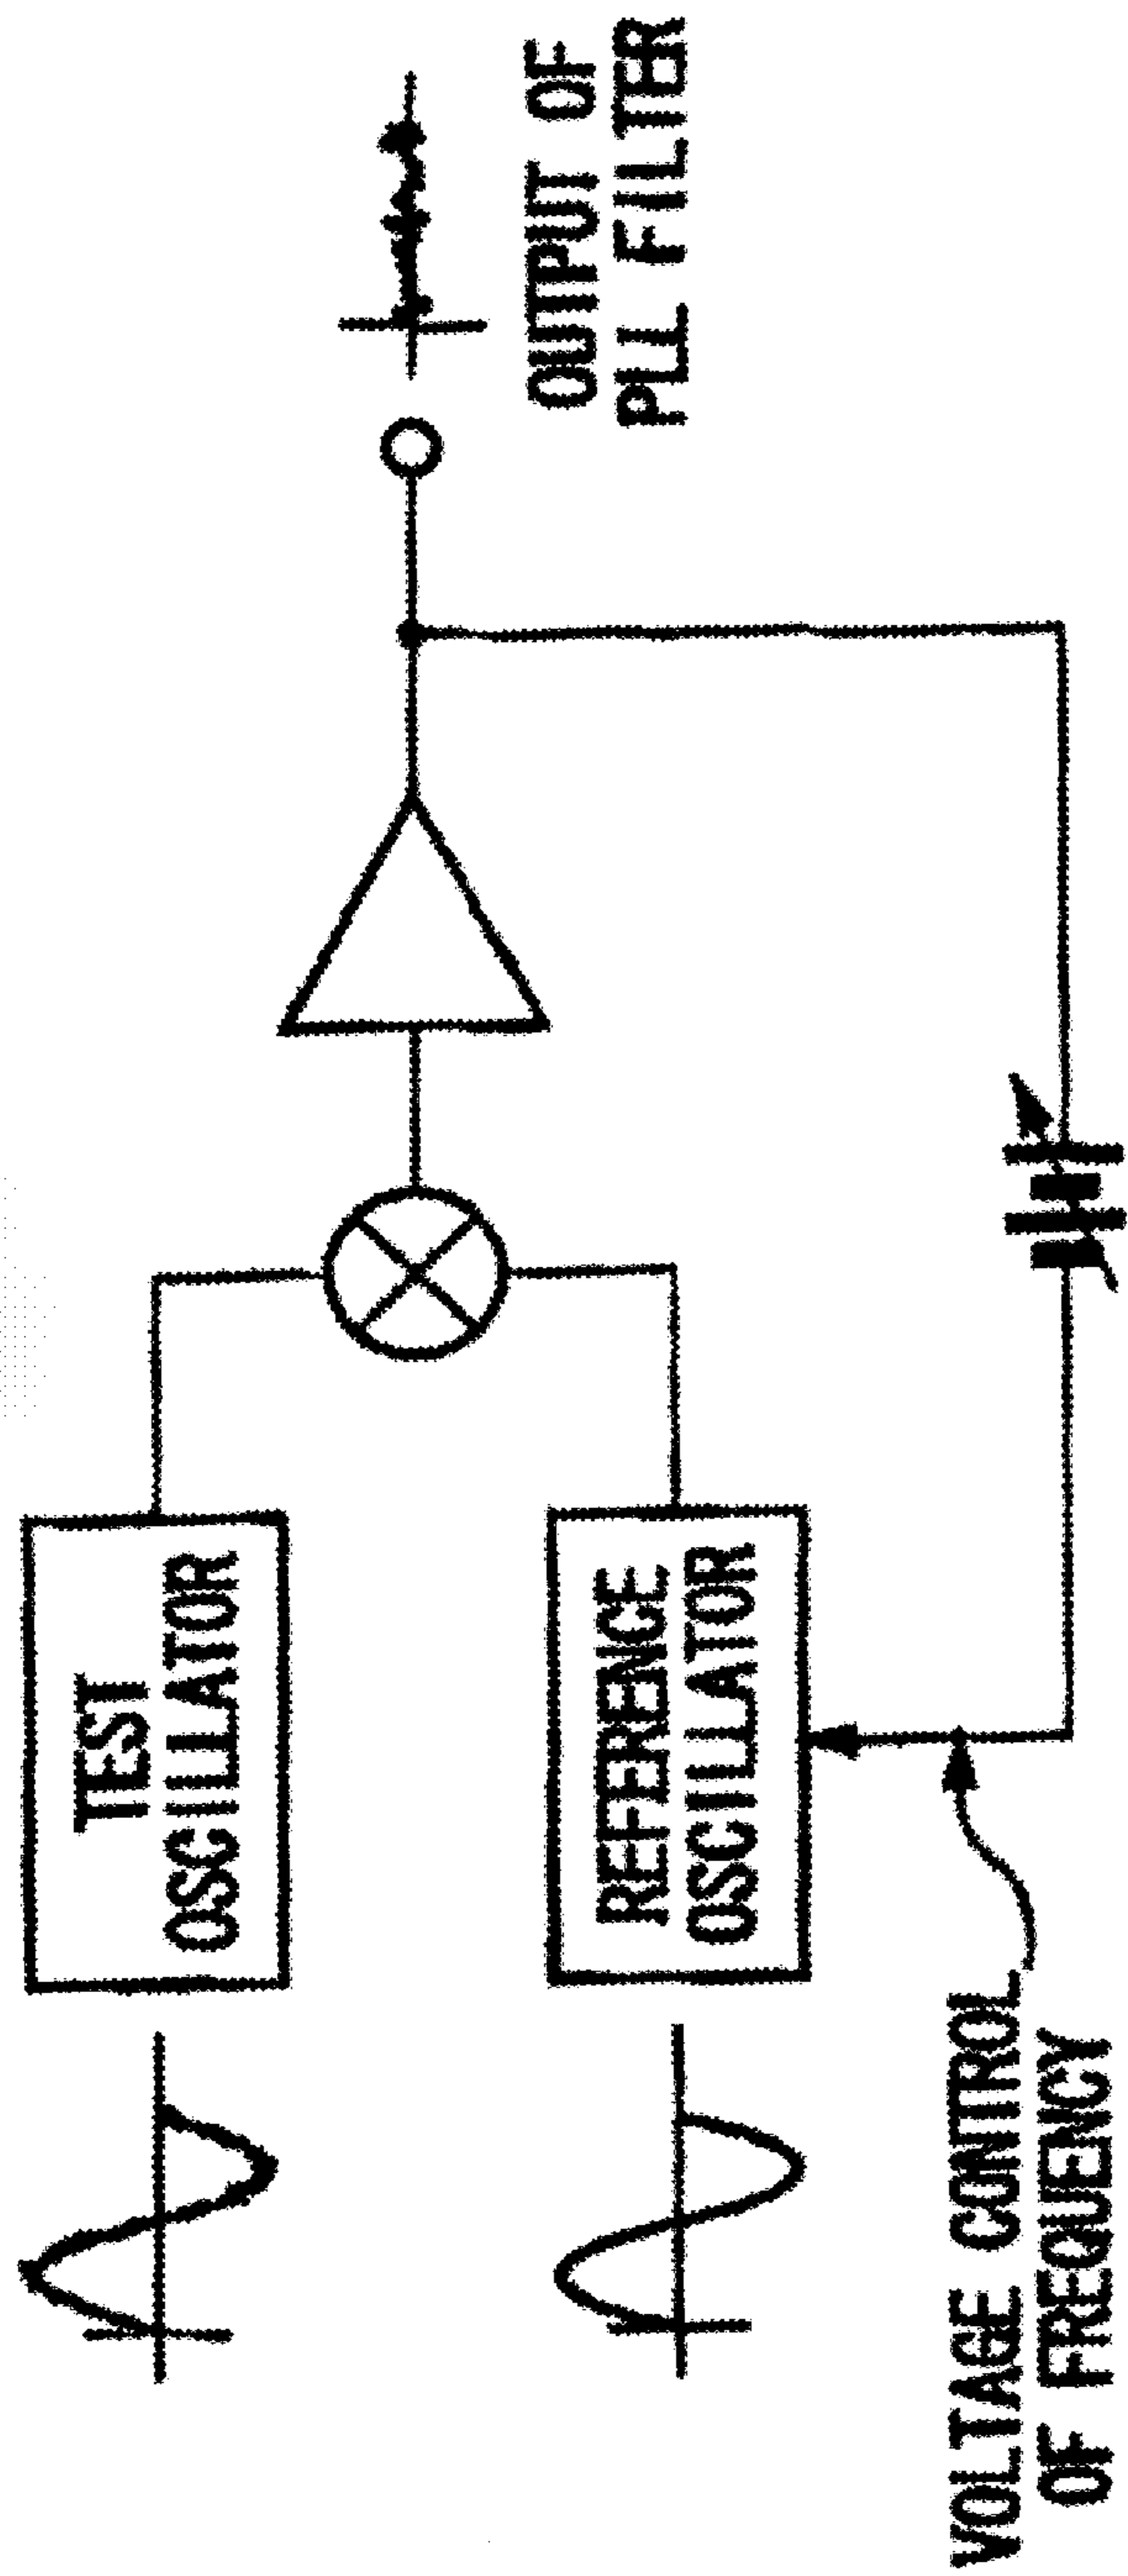 TEST
OSCILLATOR
REFERENCE
OSCILLATOR
OUTPUT OF
PLL FILTER
VOLTAGE CONTROL
OF FREQUENCY